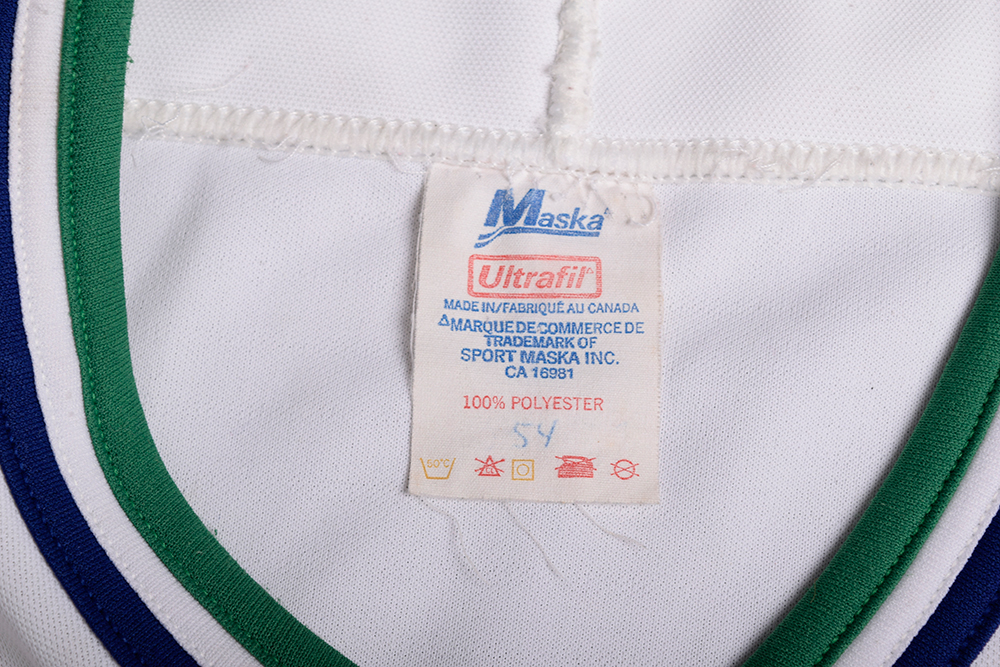 Maska
Ultrafil
MADE IN/FABRIQUÉ AU CANADA
MARQUE DE COMMERCE DE
TRADEMARK OF
SPORT MASKA INC.
CA 16981
100% POLYESTER
54
50°C